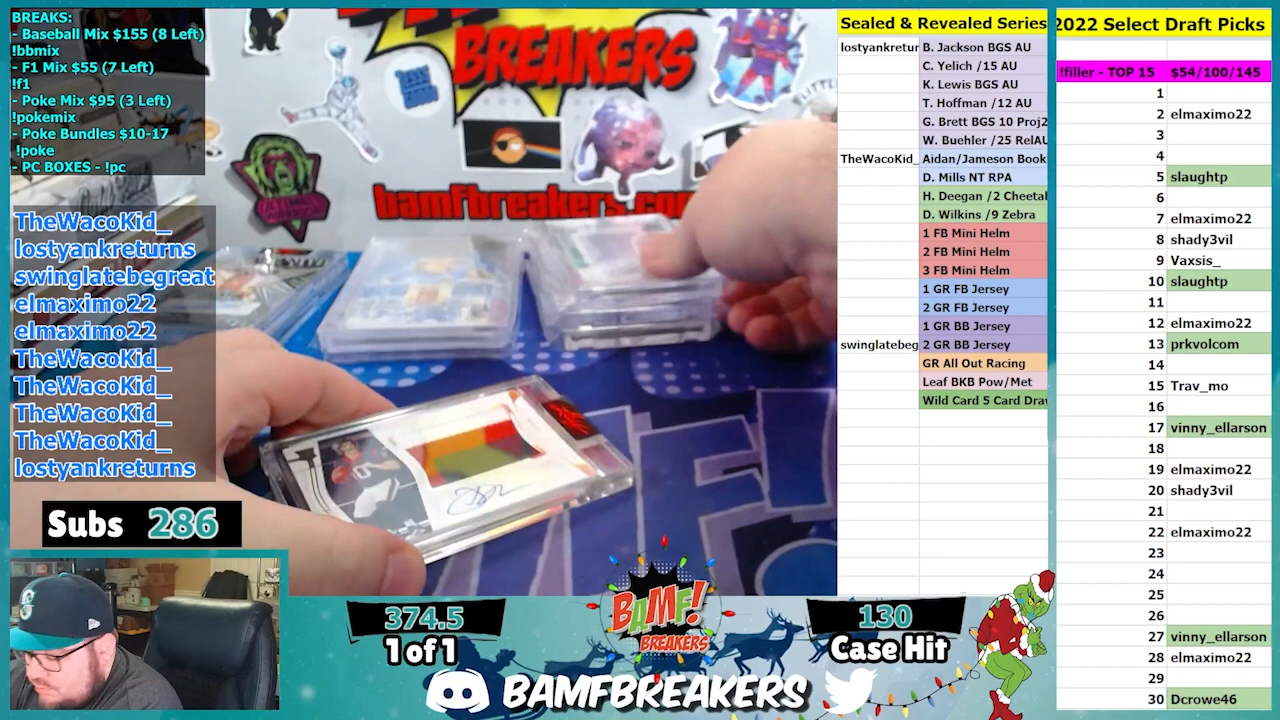 BREAKS:
- Baseball Mix $155 (8 Left)
!bbmix
- F1 Mix $55 (7 Left)
!f1
- Poke Mix $95 (3 Left)
!pokemix
- Poke Bundles $10-17
!poke
- PC BOXES - !pc
TheWacoKid_
lostyankreturns
swinglatebegreat
elmaximo22
elmaximo22
TheWacoKid_
TheWacoKid_
TheWacoKid_
TheWacoKid_
lostyankreturns
Subs 286
BREAKERS
bamfbreakers.com
Sealed & Revealed Series
lostyankretur B. Jackson BGS AU
C. Yelich /15 AU
K. Lewis BGS AU
T. Hoffman /12 AU
G. Brett BGS 10 Proj2
W. Buehler /25 RelAU
TheWacoKid_ Aidan/Jameson Book
D. Mills NT RPA
H. Deegan /2 Cheetal
D. Wilkins /9 Zebra
1 FB Mini Helm
2 FB Mini Helm
3 FB Mini Helm
1 GR FB Jersey
2 GR FB Jersey
1 GR BB Jersey
swinglatebeg 2 GR BB Jersey
GR All Out Racing
Leaf BKB Pow/Met
Wild Card 5 Card Drav
2022 Select Draft Picks
!filler - TOP 15 $54/100/145
1
2 elmaximo22
3
4
5 slaughtp
6
7 elmaximo22
8 shady3vil
9 Vaxsis_
10 slaughtp
11
12 elmaximo22
13 prkvolcom
14
15 Trav_mo
16
17 vinny_ellarson
18
19 elmaximo22
20 shady3vil
21
22 elmaximo22
23
24
25
26
27 vinny_ellarson
28 elmaximo22
29
30 Dcrowe46
374.5
1 of 1
BAMF!
BREAKERS
130
Case Hit
BAMFBREAKERS